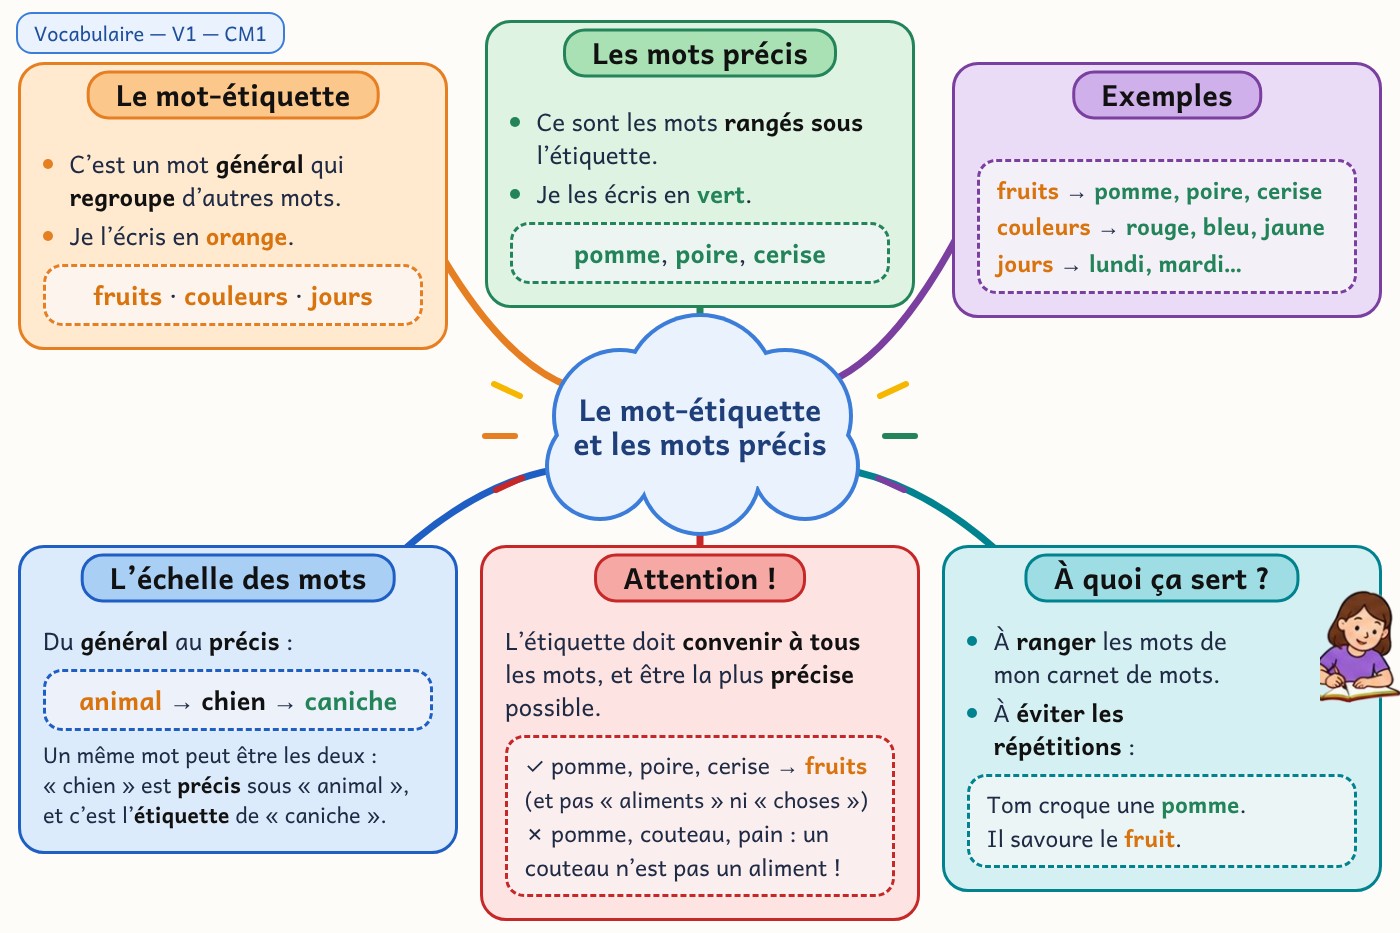 Vocabulaire — V1 — CM1
Le mot-étiquette
• C’est un mot général qui
regroupe d’autres mots.
• Je l’écris en orange.
fruits · couleurs · jours
Les mots précis
• Ce sont les mots rangés sous
l’étiquette.
• Je les écris en vert.
pomme, poire, cerise
Exemples
fruits → pomme, poire, cerise
couleurs → rouge, bleu, jaune
jours → lundi, mardi…
Le mot-étiquette
et les mots précis
L’échelle des mots
Du général au précis :
animal → chien → caniche
Un même mot peut être les deux :
« chien » est précis sous « animal »,
et c’est l’étiquette de « caniche ».
Attention !
L’étiquette doit convenir à tous
les mots, et être la plus précise
possible.
✓ pomme, poire, cerise → fruits
(et pas « aliments » ni « choses »)
✕ pomme, couteau, pain : un
couteau n’est pas un aliment !
À quoi ça sert ?
• À ranger les mots de
mon carnet de mots.
• À éviter les
répétitions :
Tom croque une pomme.
Il savoure le fruit.